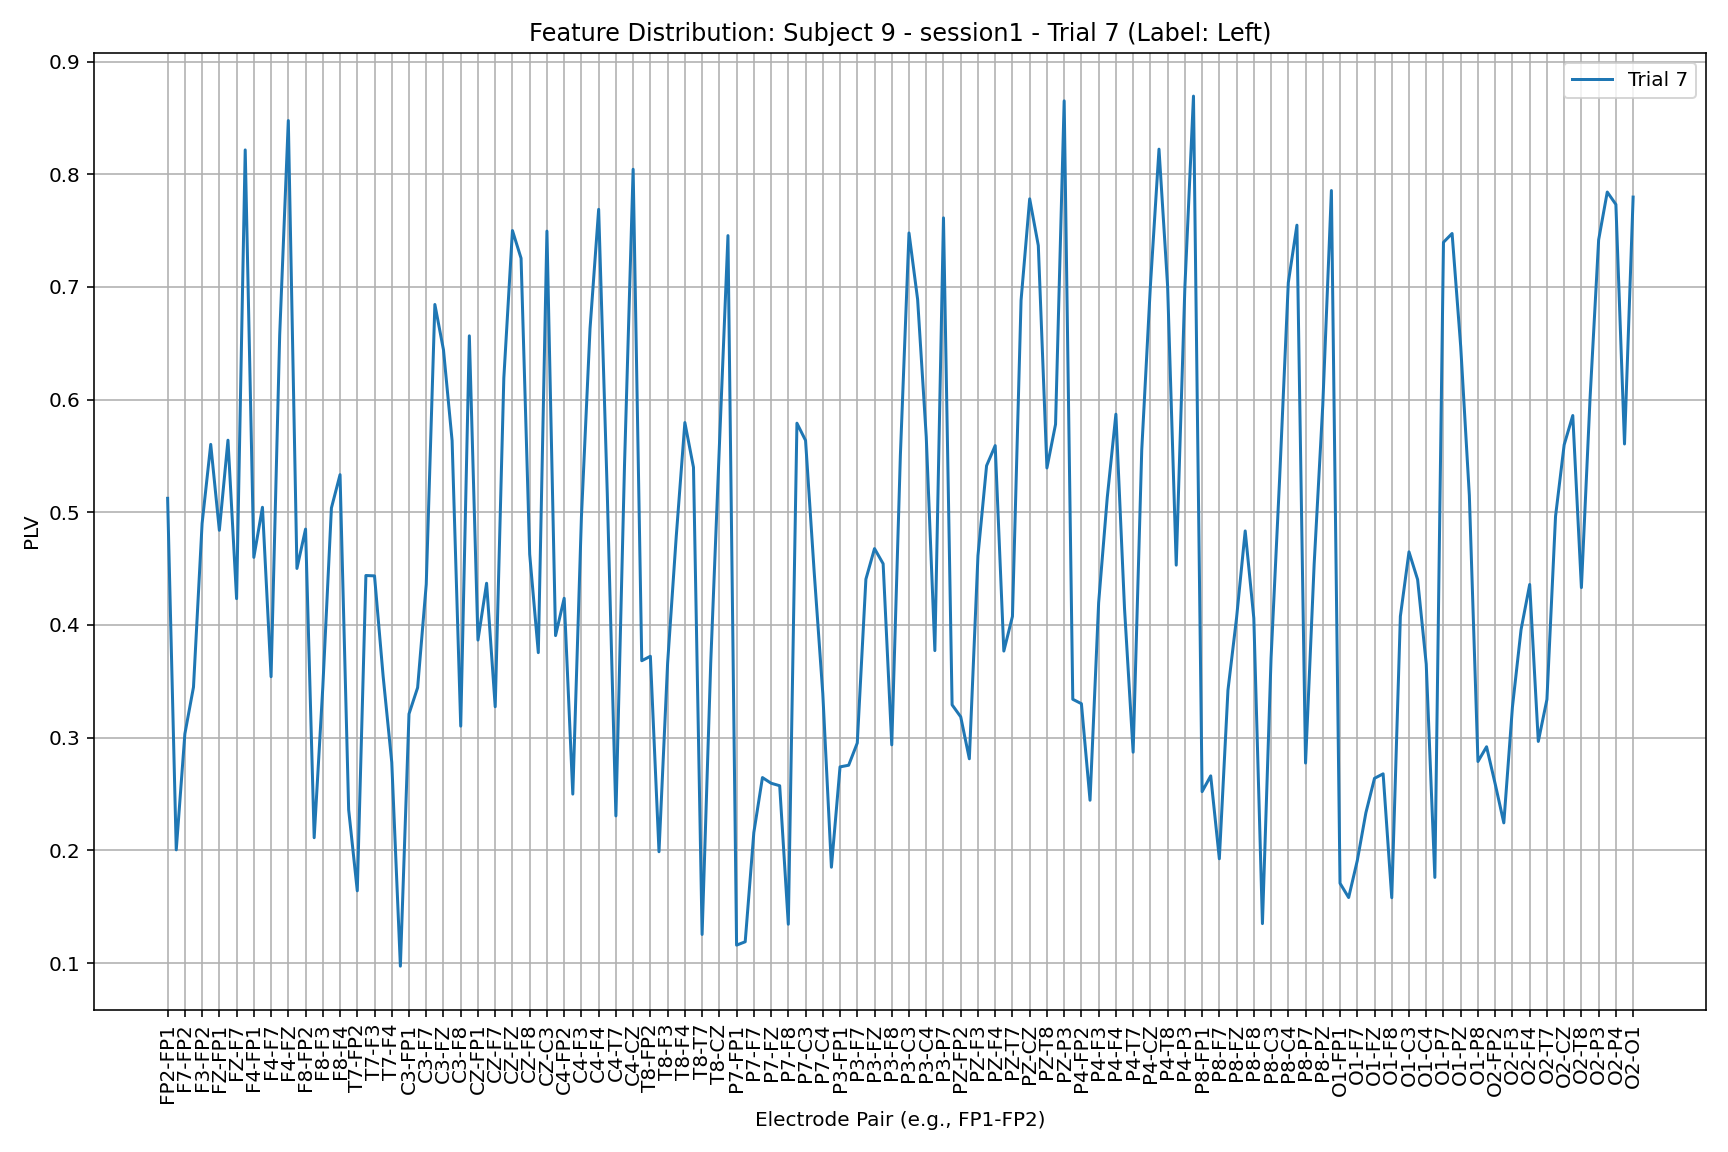 Feature Distribution: Subject 9 - session1 - Trial 7 (Label: Left)
Trial 7
PLV
0.9
0.8
0.7
0.6
0.5
0.4
0.3
0.2
0.1
FP2-FP1
F7-FP2
F3-FP2
FZ-FP1
FZ-F7
F4-FP1
F4-F7
F4-FZ
F8-FP2
F8-F3
F8-F4
T7-FP2
T7-F3
T7-F4
C3-FP1
C3-F7
C3-FZ
C3-F8
CZ-FP1
CZ-F7
CZ-FZ
CZ-F8
CZ-C3
C4-FP2
C4-F3
C4-F4
C4-T7
C4-CZ
T8-FP2
T8-F3
T8-F4
T8-T7
T8-CZ
P7-FP1
P7-F7
P7-FZ
P7-F8
P7-C3
P7-C4
P3-FP1
P3-F7
P3-FZ
P3-F8
P3-C3
P3-C4
P3-P7
PZ-FP2
PZ-F3
PZ-F4
PZ-T7
PZ-CZ
PZ-T8
PZ-P3
P4-FP2
P4-F3
P4-F4
P4-T7
P4-CZ
P4-T8
P4-P3
P8-FP1
P8-F7
P8-FZ
P8-F8
P8-C3
P8-C4
P8-P7
P8-PZ
O1-FP1
O1-F7
O1-FZ
O1-F8
O1-C3
O1-C4
O1-P7
O1-PZ
O1-P8
O2-FP2
O2-F3
O2-F4
O2-T7
O2-CZ
O2-T8
O2-P3
O2-P4
O2-O1
Electrode Pair (e.g., FP1-FP2)